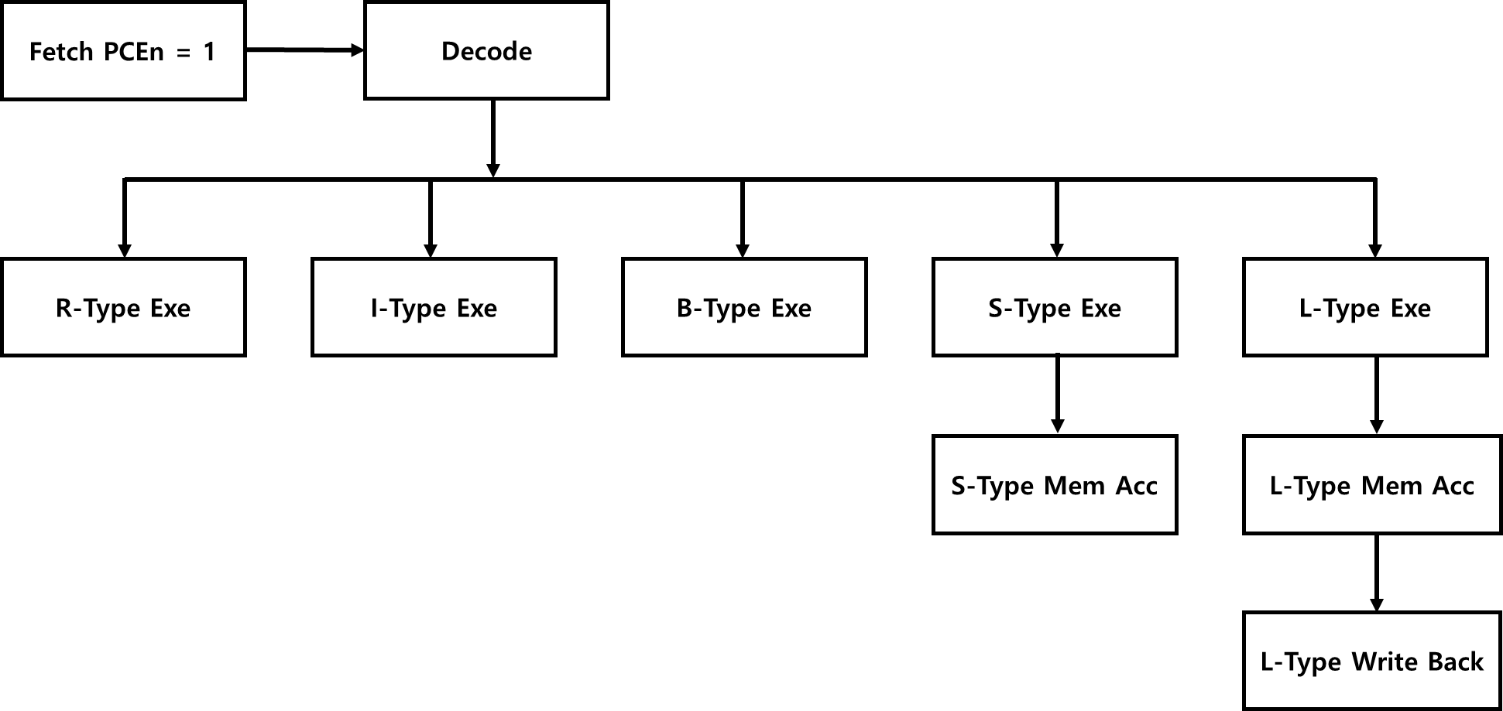 Fetch PCEn = 1
Decode
R-Type Exe
I-Type Exe
B-Type Exe
S-Type Exe
L-Type Exe
S-Type Mem Acc
L-Type Mem Acc
L-Type Write Back